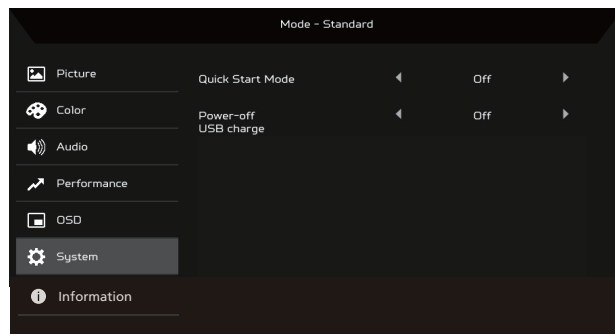 Mode - Standard
Picture
Quick Start Mode
Off
Color
Power-off
Off
USB charge
Audio
Performance
OSD
System
Information